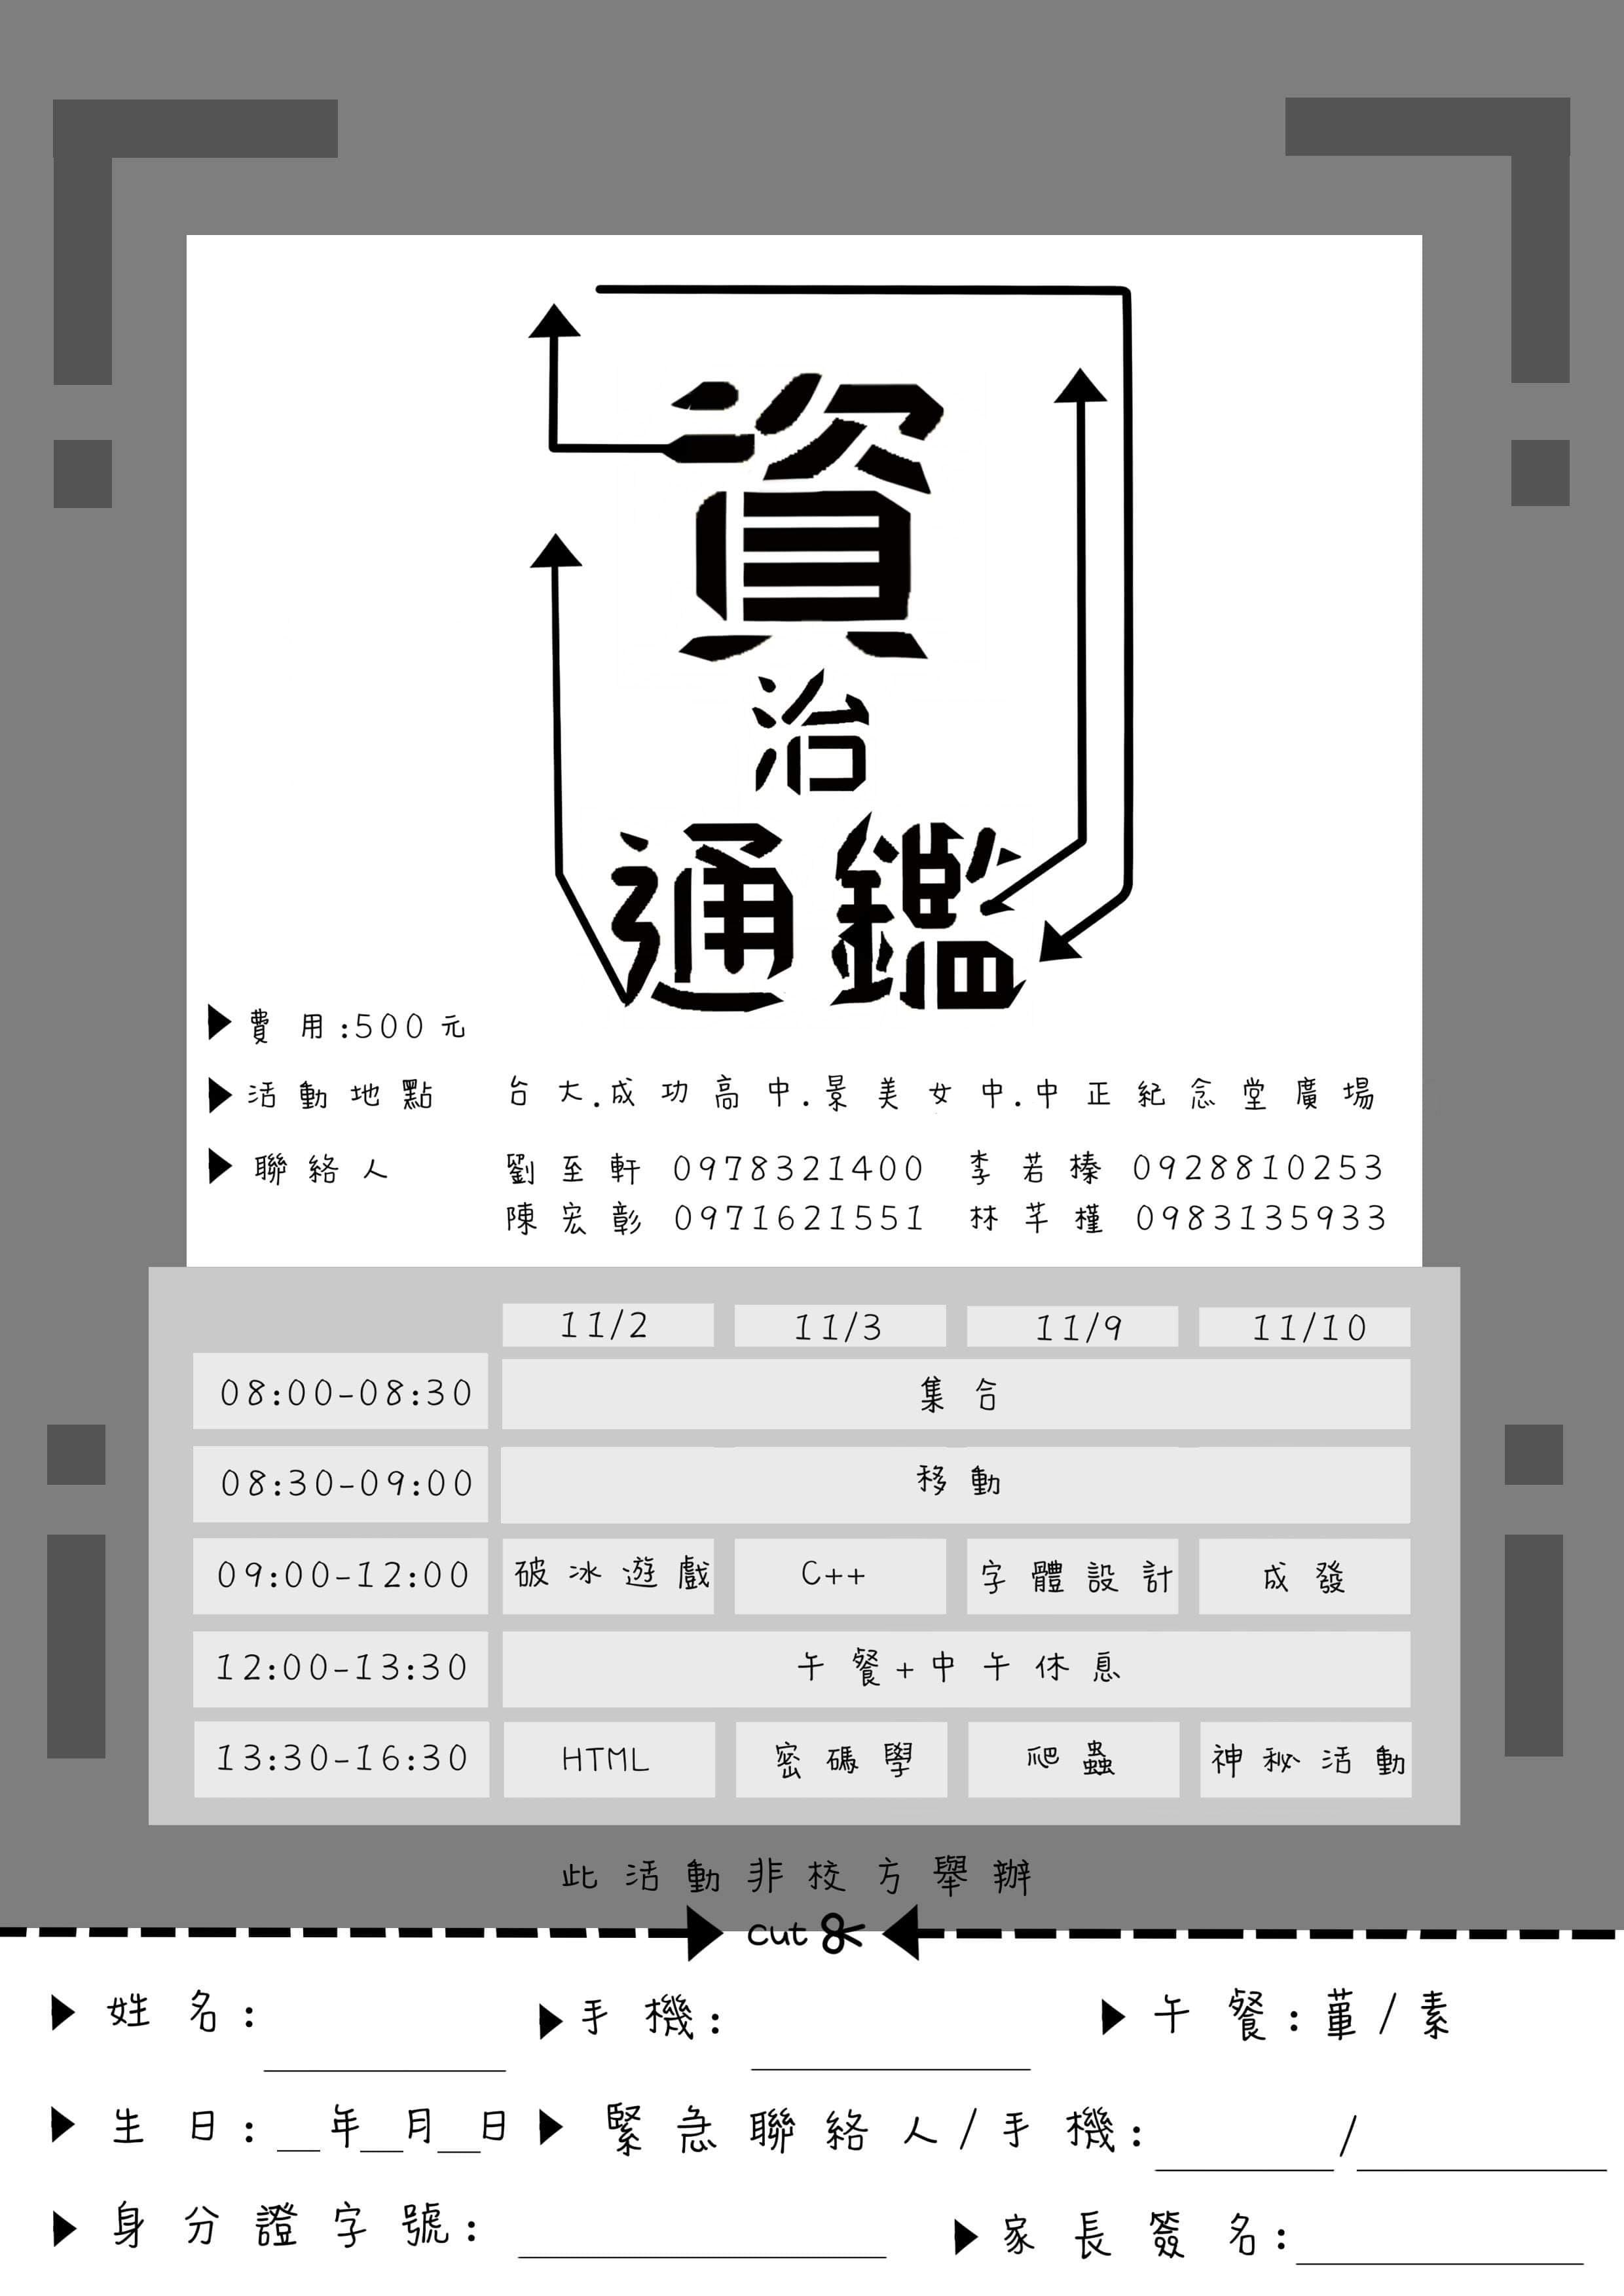 資
治
通鑑
費用:500元
活動地點 台大.成功高中.景美女中.中正紀念堂廣場
聯絡人 劉至軒 0978321400 李若榛 0928810253
陳宏彰 0971621551 林芊槿 0983135933
11/2 11/3 11/9 11/10
08:00-08:30 集合
08:30-09:00 移動
09:00-12:00 破冰遊戲 C++ 字體設計 成發
12:00-13:30 午餐+中午休息
13:30-16:30 HTML 密碼學 爬蟲 神秘活動
此活動非校方舉辦
cut
姓名: 手機: 午餐:葷/素
生日:__年__月__日 緊急聯絡人/手機: /
身分證字號: 家長簽名: